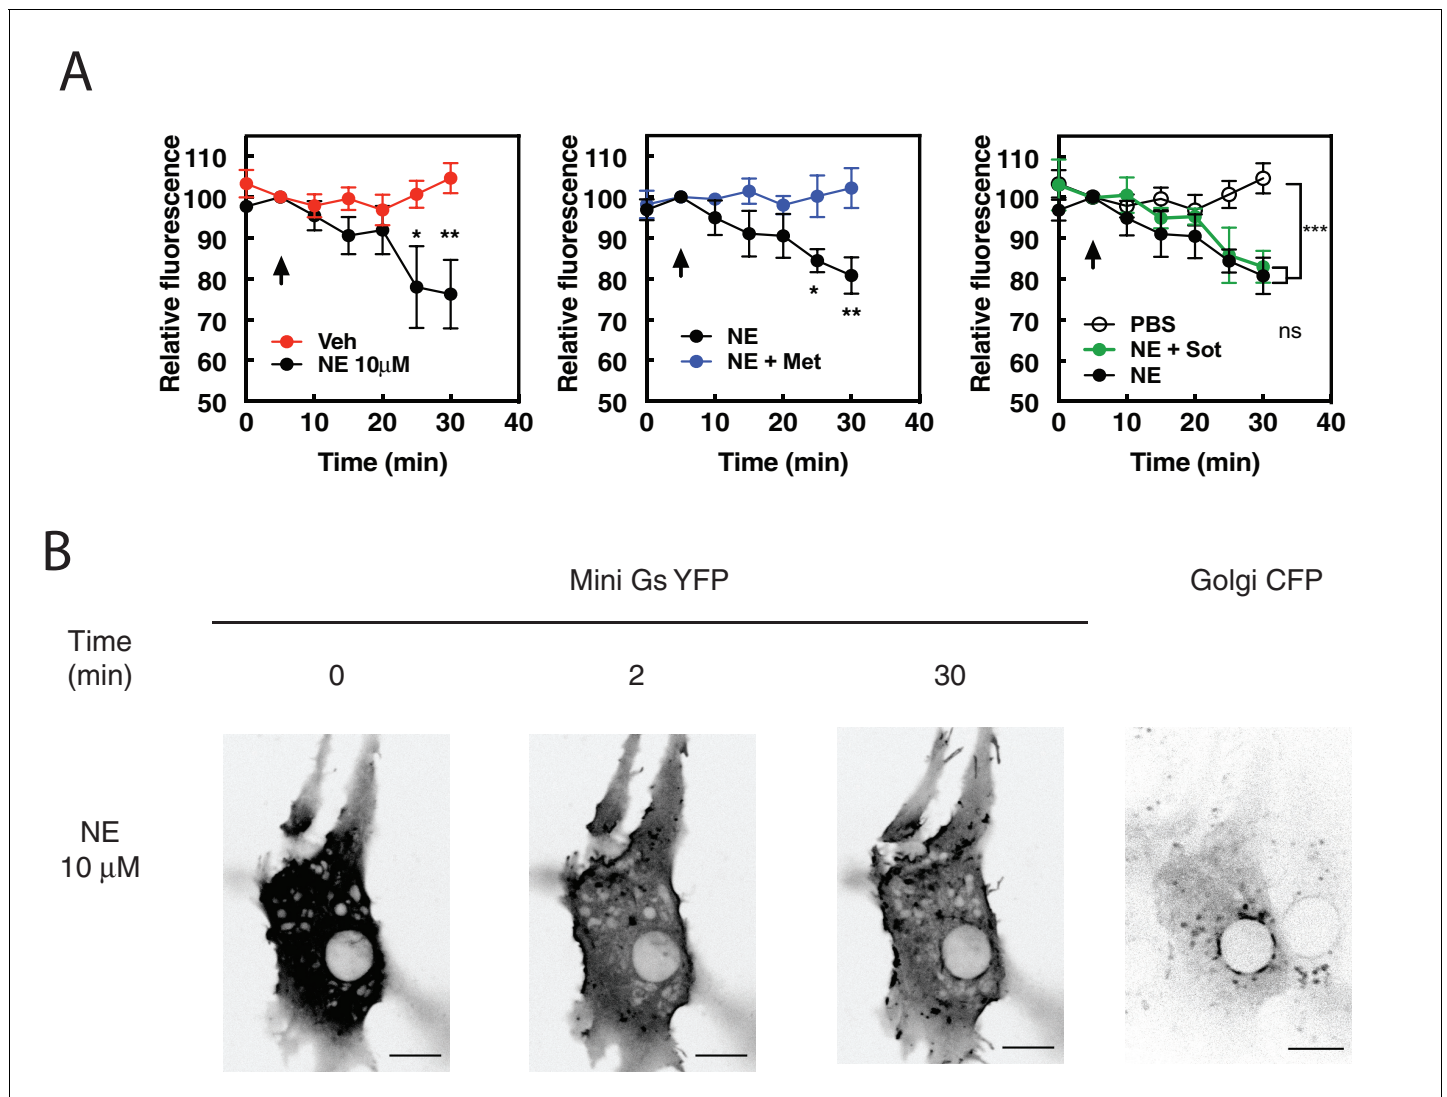 A
Relative fluorescence
110
100
90
80
70
60
50
* **
Veh
NE 10µM
0 10 20 30 40
Time (min)
Relative fluorescence
110
100
90
80
70
60
50
*
**
NE
NE + Met
0 10 20 30 40
Time (min)
Relative fluorescence
110
100
90
80
70
60
50
***
ns
PBS
NE + Sot
NE
0 10 20 30 40
Time (min)
B
Mini Gs YFP
Golgi CFP
Time
(min)
0 2 30
NE
10 µM